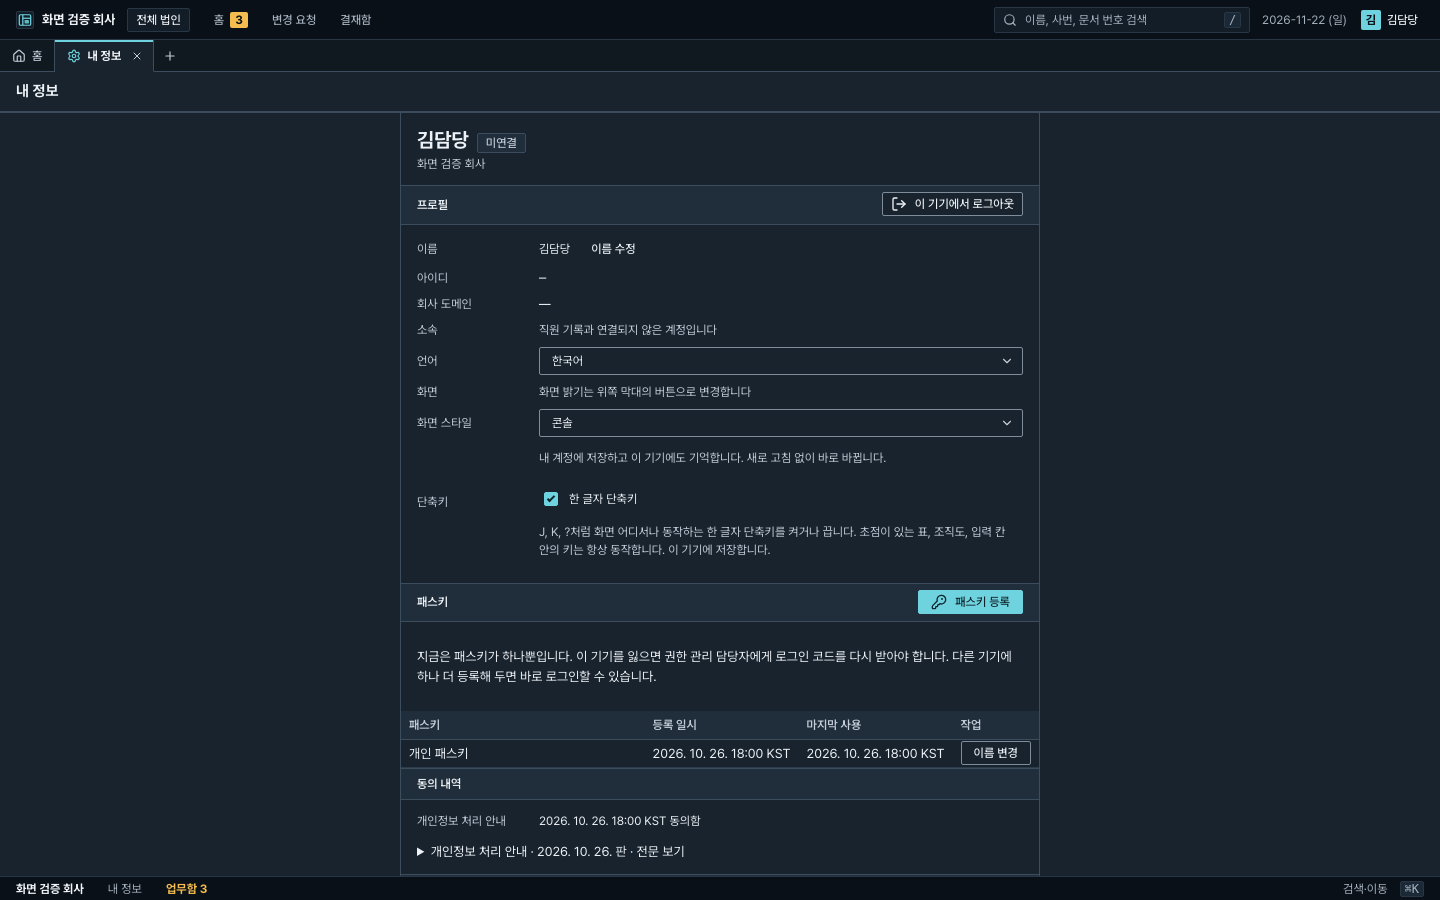 화면 검증 회사 전체 법인 홈 3 변경 요청 결재함 이름, 사번, 문서 번호 검색 / 2026-11-22 (일) 김 김담당
홈 내 정보
내 정보
김담당 미연결
화면 검증 회사
프로필 이 기기에서 로그아웃
이름 김담당 이름 수정
아이디 –
회사 도메인 —
소속 직원 기록과 연결되지 않은 계정입니다
언어 한국어
화면 화면 밝기는 위쪽 막대의 버튼으로 변경합니다
화면 스타일 콘솔
내 계정에 저장하고 이 기기에도 기억합니다. 새로 고침 없이 바로 바뀝니다.
단축키 한 글자 단축키
J, K, ?처럼 화면 어디서나 동작하는 한 글자 단축키를 켜거나 끕니다. 초점이 있는 표, 조직도, 입력 칸
안의 키는 항상 동작합니다. 이 기기에 저장합니다.
패스키 패스키 등록
지금은 패스키가 하나뿐입니다. 이 기기를 잃으면 권한 관리 담당자에게 로그인 코드를 다시 받아야 합니다. 다른 기기에
하나 더 등록해 두면 바로 로그인할 수 있습니다.
패스키 등록 일시 마지막 사용 작업
개인 패스키 2026. 10. 26. 18:00 KST 2026. 10. 26. 18:00 KST 이름 변경
동의 내역
개인정보 처리 안내 2026. 10. 26. 18:00 KST 동의함
개인정보 처리 안내 · 2026. 10. 26. 판 · 전문 보기
화면 검증 회사 내 정보 업무함 3 검색·이동 ⌘K